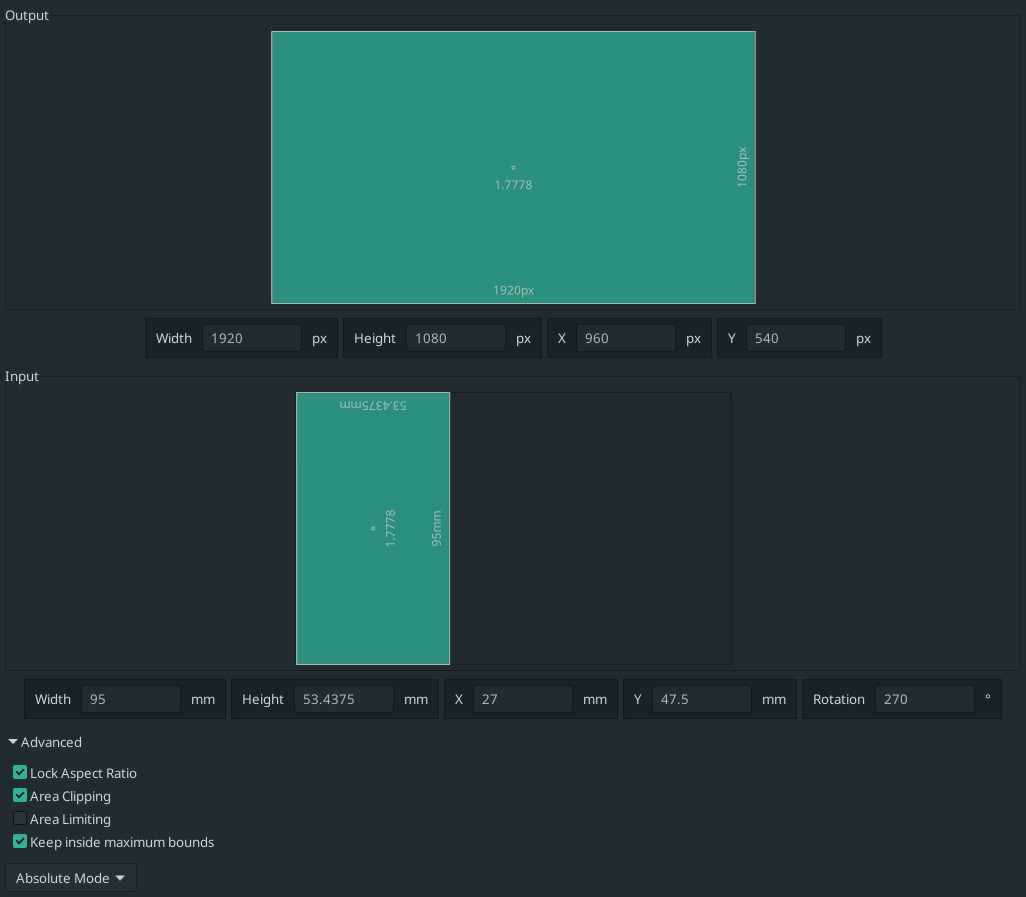 Output
1.7778
1080px
1920px
Width 1920 px Height 1080 px X 960 px Y 540 px
Input
53.4375mm
1.7778
95mm
Width 95 mm Height 53.4375 mm X 27 mm Y 47.5 mm Rotation 270 °
Advanced
Lock Aspect Ratio
Area Clipping
Area Limiting
Keep inside maximum bounds
Absolute Mode